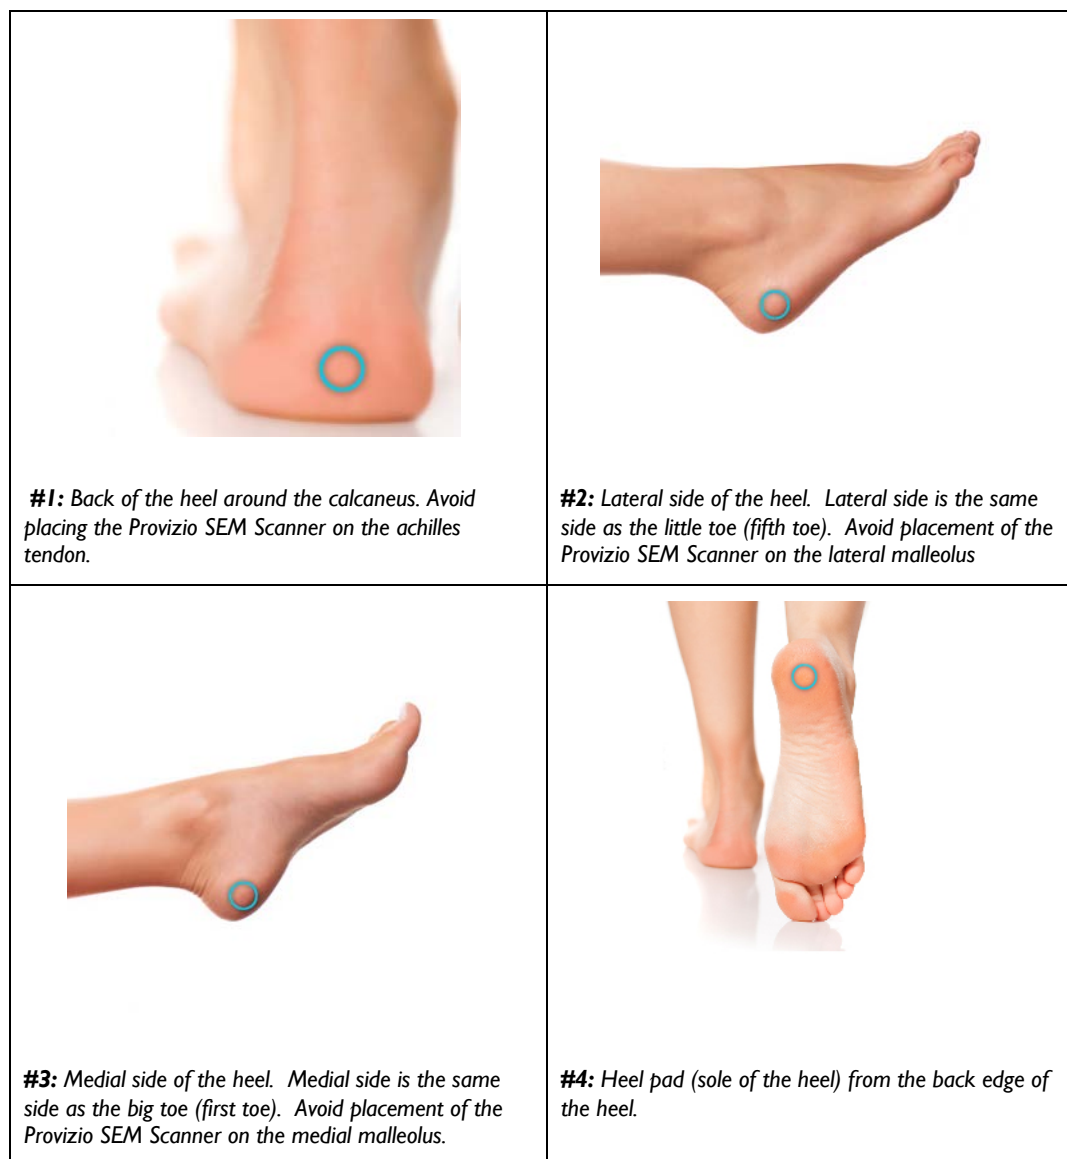 #1: Back of the heel around the calcaneus. Avoid
placing the Provizio SEM Scanner on the achilles
tendon.
#2: Lateral side of the heel. Lateral side is the same
side as the little toe (fifth toe). Avoid placement of the
Provizio SEM Scanner on the lateral malleolus
#3: Medial side of the heel. Medial side is the same
side as the big toe (first toe). Avoid placement of the
Provizio SEM Scanner on the medial malleolus.
#4: Heel pad (sole of the heel) from the back edge of
the heel.